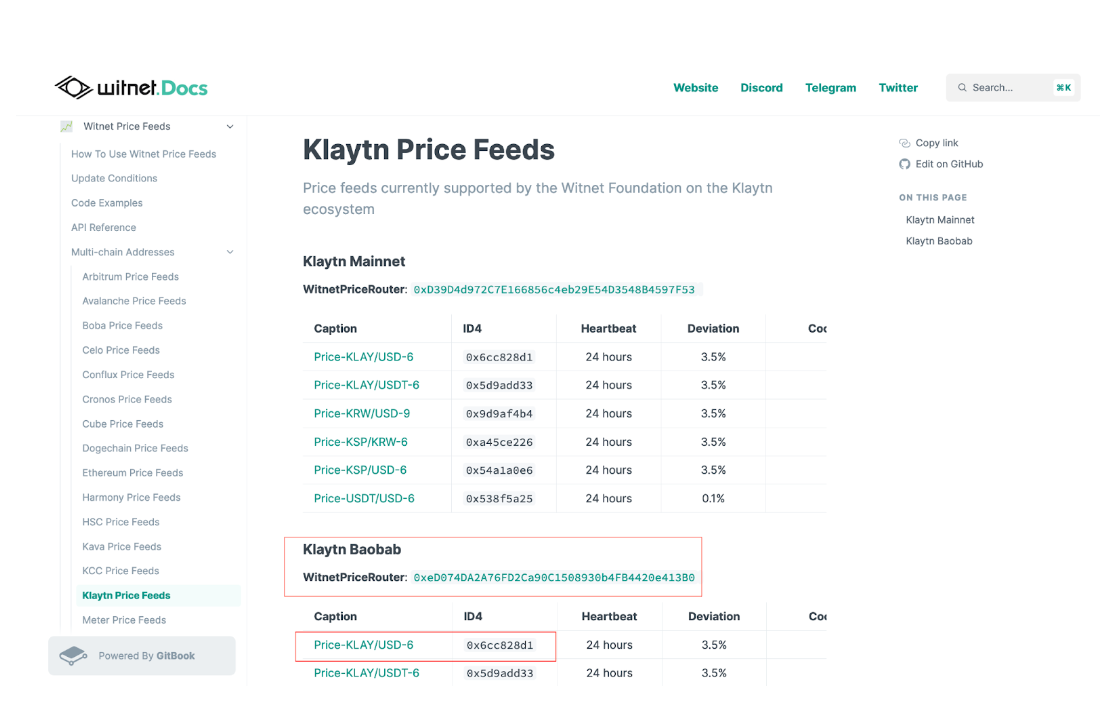 witnet.Docs
Website Discord Telegram Twitter Search... ⌘K
Witnet Price Feeds
How To Use Witnet Price Feeds
Update Conditions
Code Examples
API Reference
Multi-chain Addresses
Arbitrum Price Feeds
Avalanche Price Feeds
Boba Price Feeds
Celo Price Feeds
Conflux Price Feeds
Cronos Price Feeds
Cube Price Feeds
Dogechain Price Feeds
Ethereum Price Feeds
Harmony Price Feeds
HSC Price Feeds
Kava Price Feeds
KCC Price Feeds
Klaytn Price Feeds
Meter Price Feeds
Powered By GitBook
Klaytn Price Feeds
Price feeds currently supported by the Witnet Foundation on the Klaytn
ecosystem
Klaytn Mainnet
WitnetPriceRouter: 0xD39D4d972C7E166856c4eb29E54D3548B4597F53
Caption ID4 Heartbeat Deviation Coo
Price-KLAY/USD-6 0x6cc828d1 24 hours 3.5%
Price-KLAY/USDT-6 0x5d9add33 24 hours 3.5%
Price-KRW/USD-9 0x9d9af4b4 24 hours 3.5%
Price-KSP/KRW-6 0xa45ce226 24 hours 3.5%
Price-KSP/USD-6 0x54a1a0e6 24 hours 3.5%
Price-USDT/USD-6 0x538f5a25 24 hours 0.1%
Klaytn Baobab
WitnetPriceRouter: 0xeD074DA2A76FD2Ca90C1508930b4FB4420e413B0
Caption ID4 Heartbeat Deviation Coo
Price-KLAY/USD-6 0x6cc828d1 24 hours 3.5%
Price-KLAY/USDT-6 0x5d9add33 24 hours 3.5%
Copy link
Edit on GitHub
ON THIS PAGE
Klaytn Mainnet
Klaytn Baobab